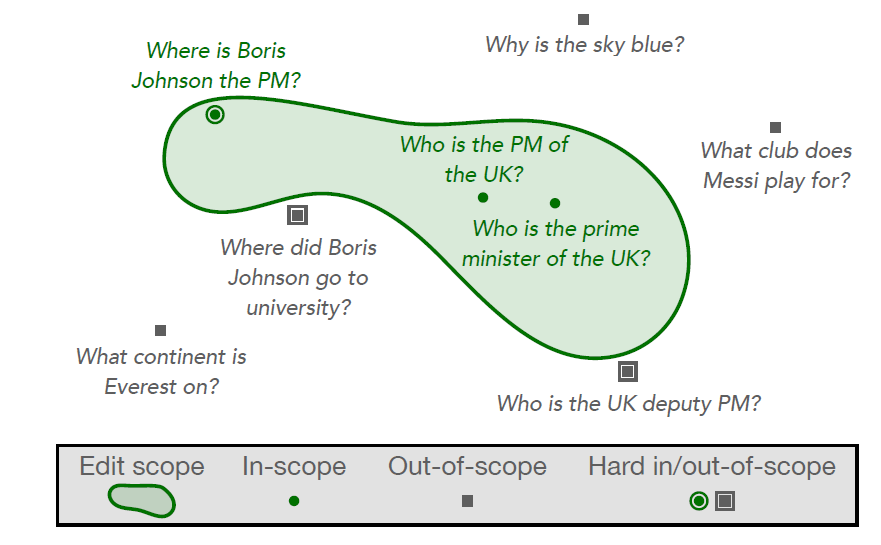 Why is the sky blue?
Where is Boris
Johnson the PM?
Who is the PM of
the UK?
What club does
Messi play for?
Who is the prime
minister of the UK?
Where did Boris
Johnson go to
university?
What continent is
Everest on?
Who is the UK deputy PM?
Edit scope In-scope Out-of-scope Hard in/out-of-scope